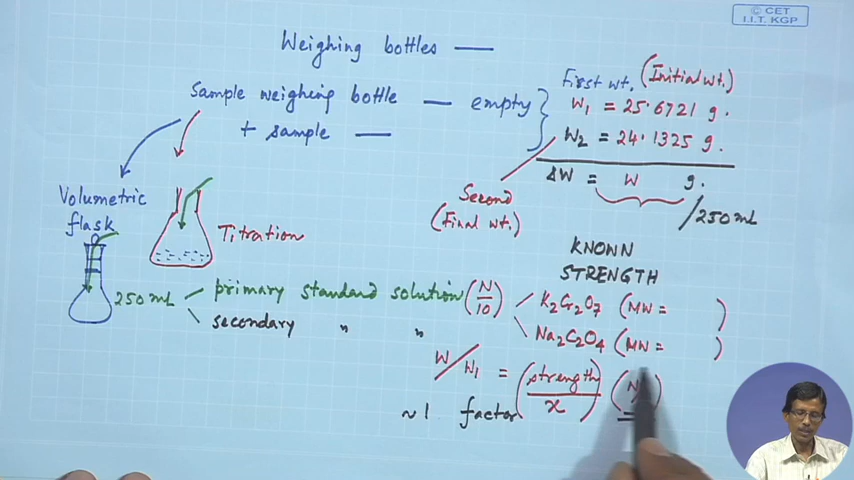 © CET
I.I.T. KGP
Weighing bottles —
First wt. (Initial wt.)
Sample weighing bottle — empty
W1 = 25.6721 g.
+ sample —
W2 = 24.1325 g.
ΔW = W g.
/250 mL
Second
(Final wt.)
Volumetric
flask
Titration
KNOWN
STRENGTH
250 mL
primary standard solution (N/10)
K2Cr2O7 (MW = )
secondary " "
Na2C2O4 (MW = )
W/W1 = (strength/x)
~1 factor